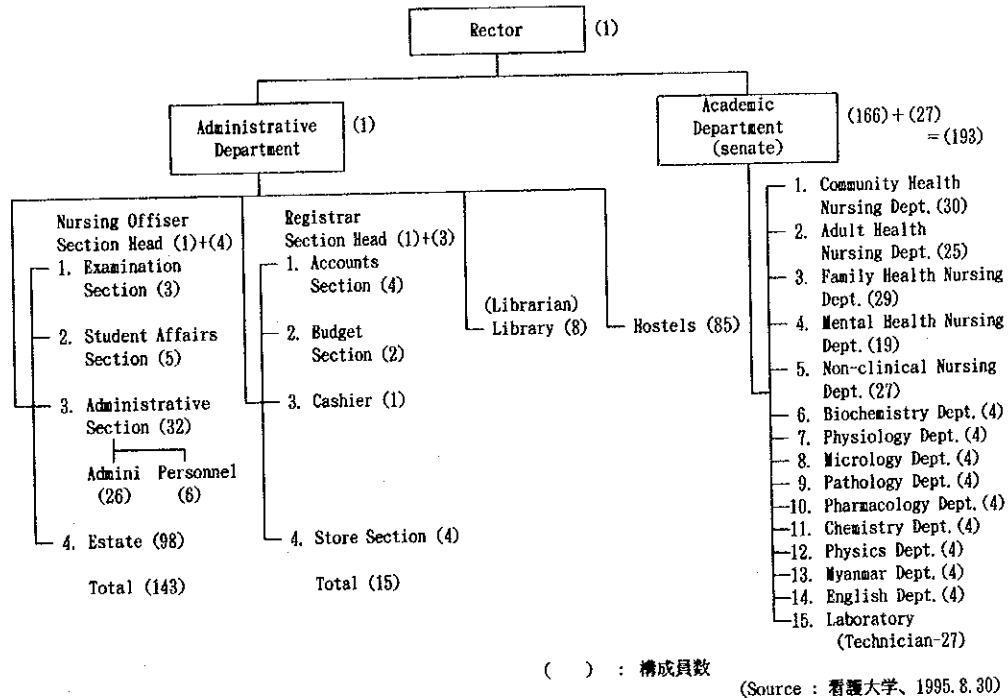 Rector
(1)
Administrative
Department
(1)
Academic
Department
(senate)
(166)+(27)
=(193)
Nursing Offiser
Section Head (1)+(4)
1. Examination
Section (3)
2. Student Affairs
Section (5)
3. Administrative
Section (32)
Admini Personnel
(26) (6)
4. Estate (98)
Total (143)
Registrar
Section Head (1)+(3)
1. Accounts
Section (4)
2. Budget
Section (2)
3. Cashier (1)
4. Store Section (4)
Total (15)
(Librarian)
Library (8)
Hostels (85)
1. Community Health
Nursing Dept. (30)
2. Adult Health
Nursing Dept. (25)
3. Family Health Nursing
Dept. (29)
4. Mental Health Nursing
Dept. (19)
5. Non-clinical Nursing
Dept. (27)
6. Biochemistry Dept. (4)
7. Physiology Dept. (4)
8. Micrology Dept. (4)
9. Pathology Dept. (4)
10. Pharmacology Dept. (4)
11. Chemistry Dept. (4)
12. Physics Dept. (4)
13. Myanmar Dept. (4)
14. English Dept. (4)
15. Laboratory
(Technician-27)
( ) : 構成員数
(Source : 看護大学、1995.8.30)